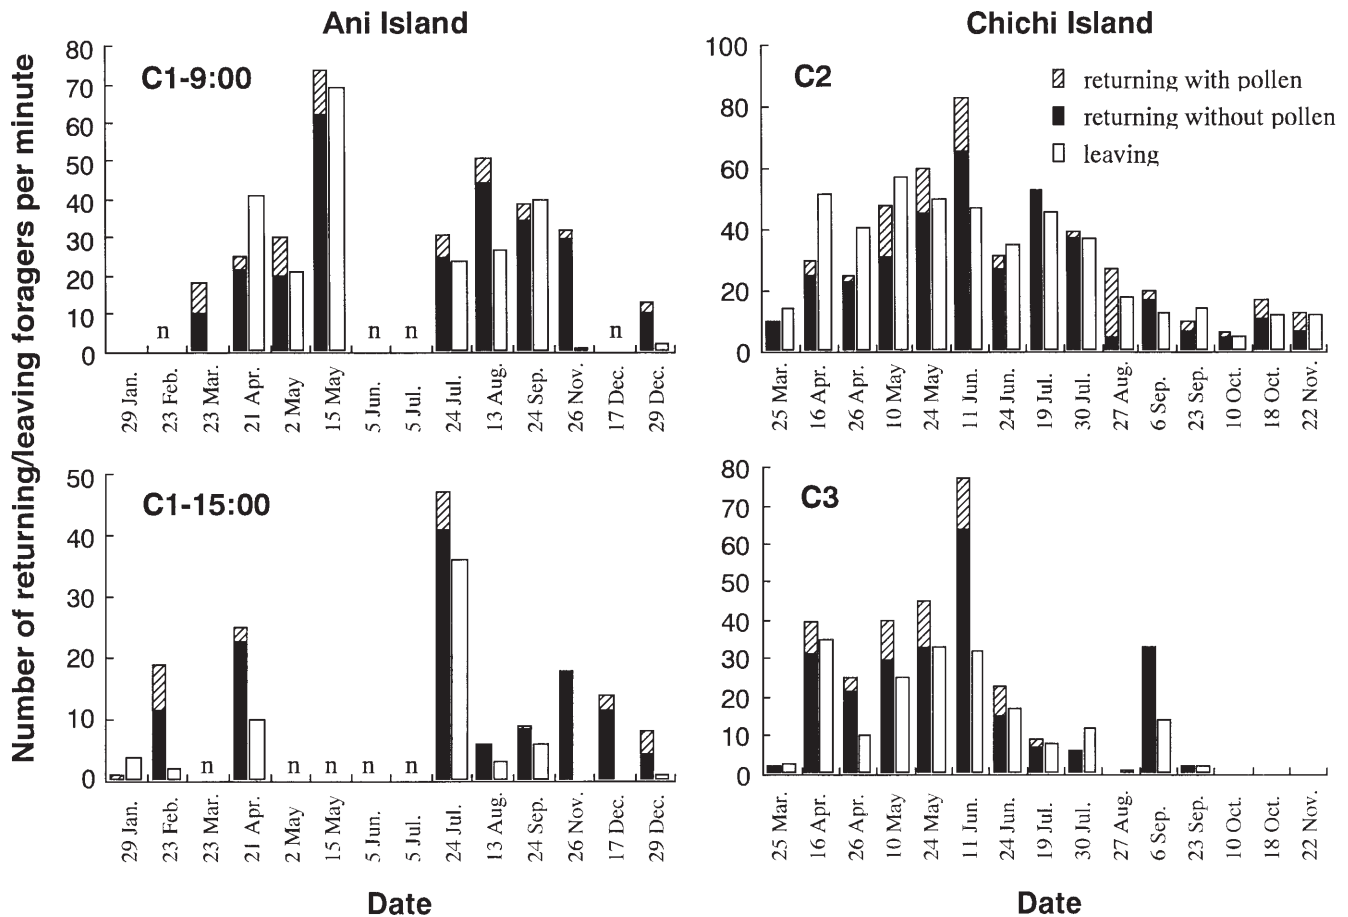 Ani Island
Chichi Island
Number of returning/leaving foragers per minute
C1-9:00
80
70
60
50
40
30
20
10
0
n
n
n
n
29 Jan.
23 Feb.
23 Mar.
21 Apr.
2 May
15 May
5 Jun.
5 Jul.
24 Jul.
13 Aug.
24 Sep.
26 Nov.
17 Dec.
29 Dec.
C2
returning with pollen
returning without pollen
leaving
100
80
60
40
20
0
25 Mar.
16 Apr.
26 Apr.
10 May
24 May
11 Jun.
24 Jun.
19 Jul.
30 Jul.
27 Aug.
6 Sep.
23 Sep.
10 Oct.
18 Oct.
22 Nov.
C1-15:00
50
40
30
20
10
0
n
n
n
n
n
29 Jan.
23 Feb.
23 Mar.
21 Apr.
2 May
15 May
5 Jun.
5 Jul.
24 Jul.
13 Aug.
24 Sep.
26 Nov.
17 Dec.
29 Dec.
Date
C3
80
70
60
50
40
30
20
10
0
25 Mar.
16 Apr.
26 Apr.
10 May
24 May
11 Jun.
24 Jun.
19 Jul.
30 Jul.
27 Aug.
6 Sep.
23 Sep.
10 Oct.
18 Oct.
22 Nov.
Date